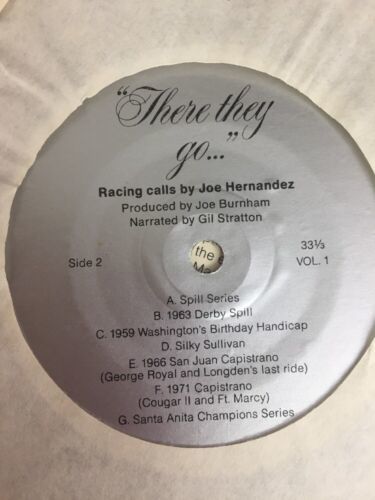 "There they
go..."
Racing calls by Joe Hernandez
Produced by Joe Burnham
Narrated by Gil Stratton
Side 2
the
33⅓
VOL. 1
A. Spill Series
B. 1963 Derby Spill
C. 1959 Washington's Birthday Handicap
D. Silky Sullivan
E. 1966 San Juan Capistrano
(George Royal and Longden's last ride)
F. 1971 Capistrano
(Cougar II and Ft. Marcy)
G. Santa Anita Champions Series